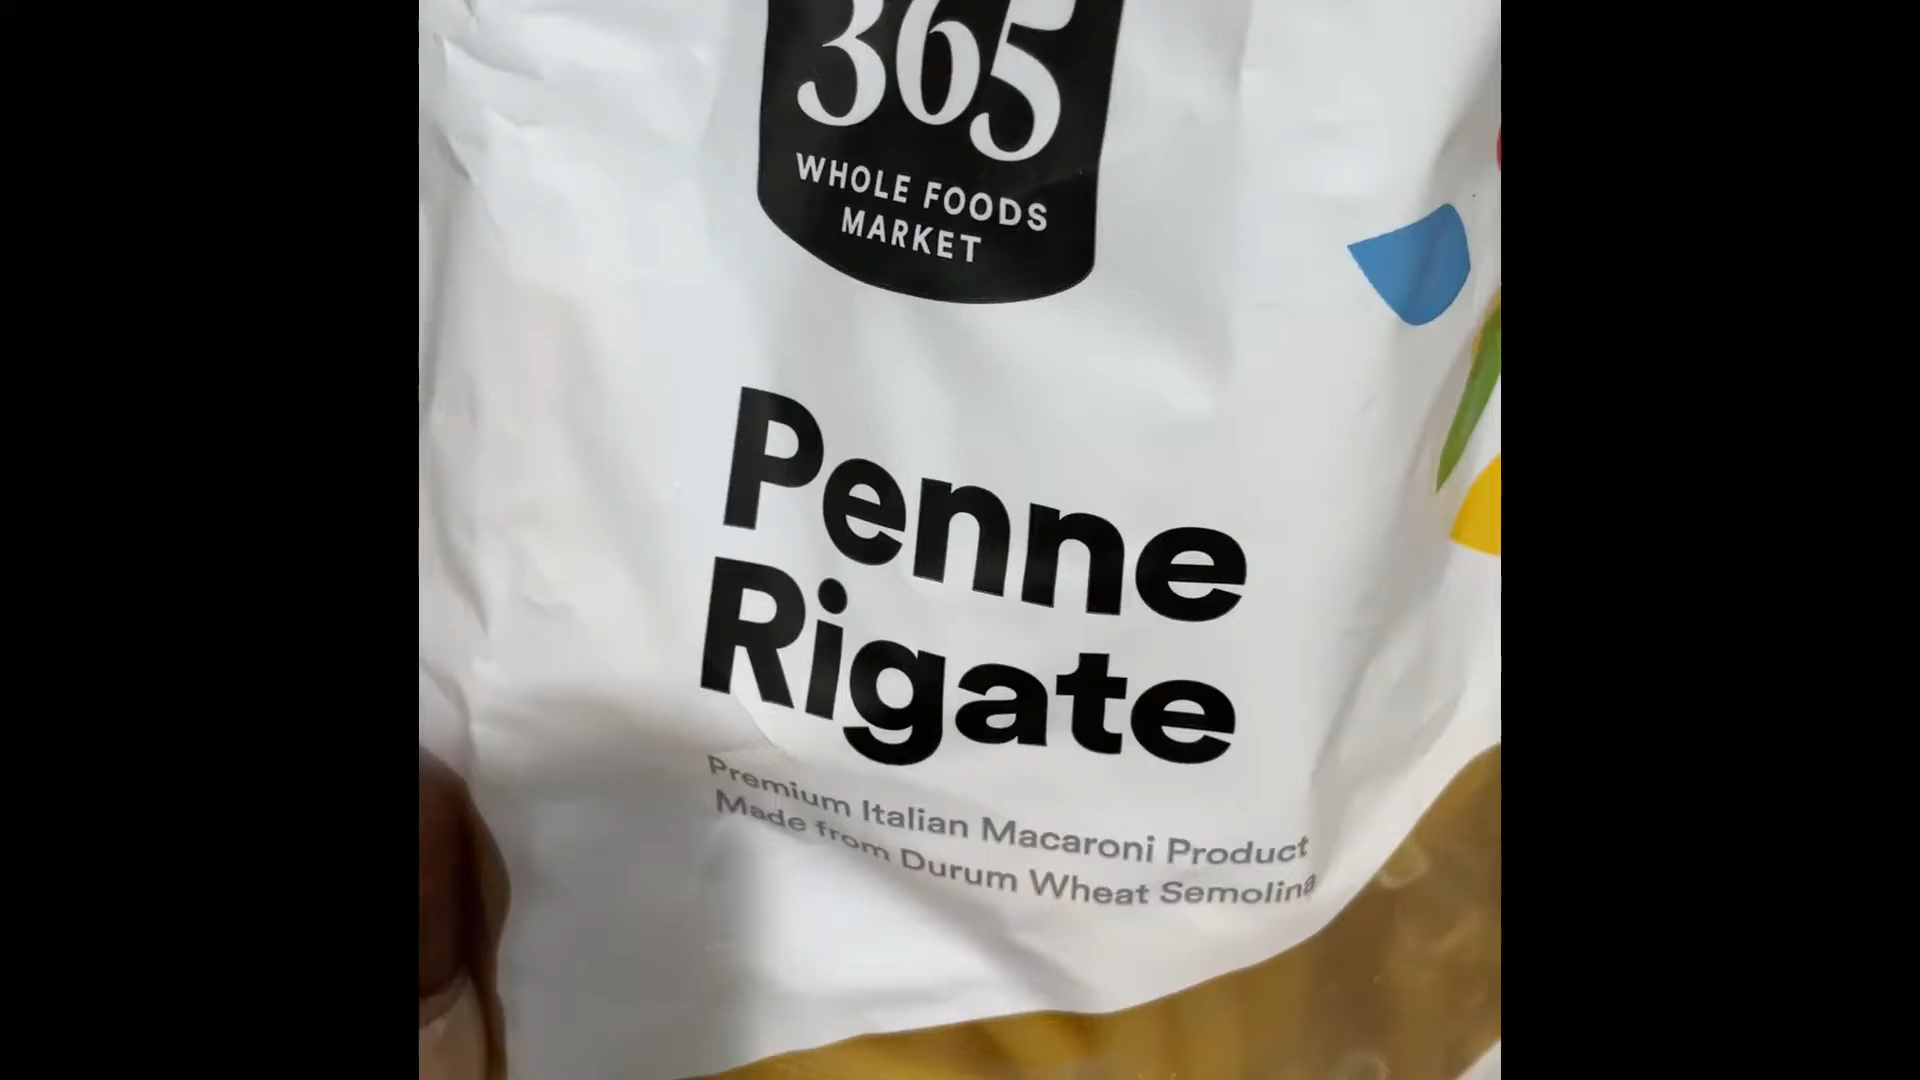 365
WHOLE FOODS
MARKET
Penne
Rigate
Premium Italian Macaroni Product
Made from Durum Wheat Semolina